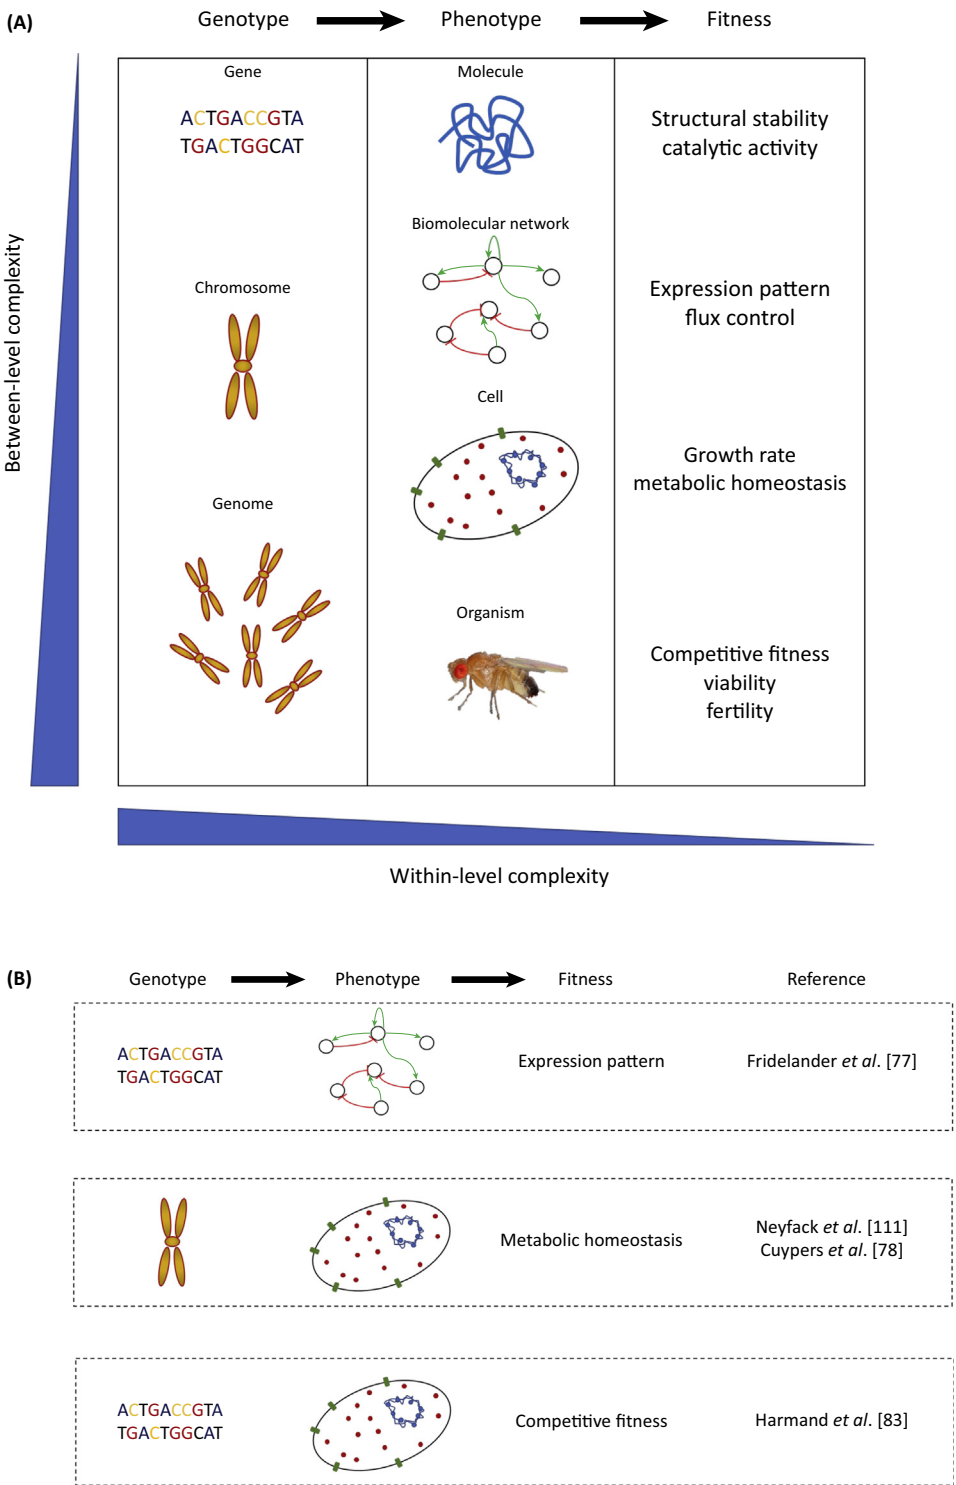 (A)
Genotype Phenotype Fitness
Gene Molecule
ACTGACCGTA
TGACTGGCAT
Structural stability
catalytic activity
Biomolecular network
Chromosome
Expression pattern
flux control
Cell
Growth rate
metabolic homeostasis
Genome
Organism
Competitive fitness
viability
fertility
Between-level complexity
Within-level complexity
(B)
Genotype Phenotype Fitness Reference
ACTGACCGTA
TGACTGGCAT
Expression pattern Fridelander et al. [77]
Metabolic homeostasis
Neyfack et al. [111]
Cuypers et al. [78]
ACTGACCGTA
TGACTGGCAT
Competitive fitness Harmand et al. [83]